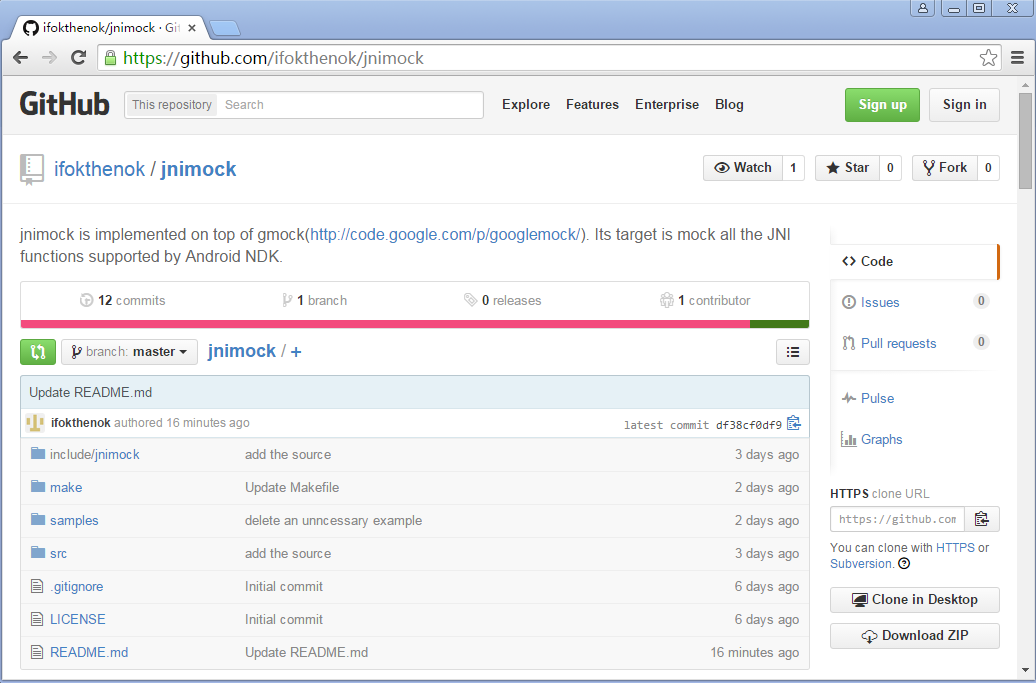 ifokthenok/jnimock · Git
https://github.com/ifokthenok/jnimock
GitHub This repository Search Explore Features Enterprise Blog Sign up Sign in
ifokthenok / jnimock Watch 1 Star 0 Fork 0
jnimock is implemented on top of gmock(http://code.google.com/p/googlemock/). Its target is mock all the JNI
functions supported by Android NDK.
12 commits 1 branch 0 releases 1 contributor
branch: master jnimock / +
Update README.md
ifokthenok authored 16 minutes ago latest commit df38cf0df9
include/jnimock add the source 3 days ago
make Update Makefile 2 days ago
samples delete an unncessary example 2 days ago
src add the source 3 days ago
.gitignore Initial commit 6 days ago
LICENSE Initial commit 6 days ago
README.md Update README.md 16 minutes ago
Code
Issues 0
Pull requests 0
Pulse
Graphs
HTTPS clone URL
https://github.com
You can clone with HTTPS or
Subversion.
Clone in Desktop
Download ZIP